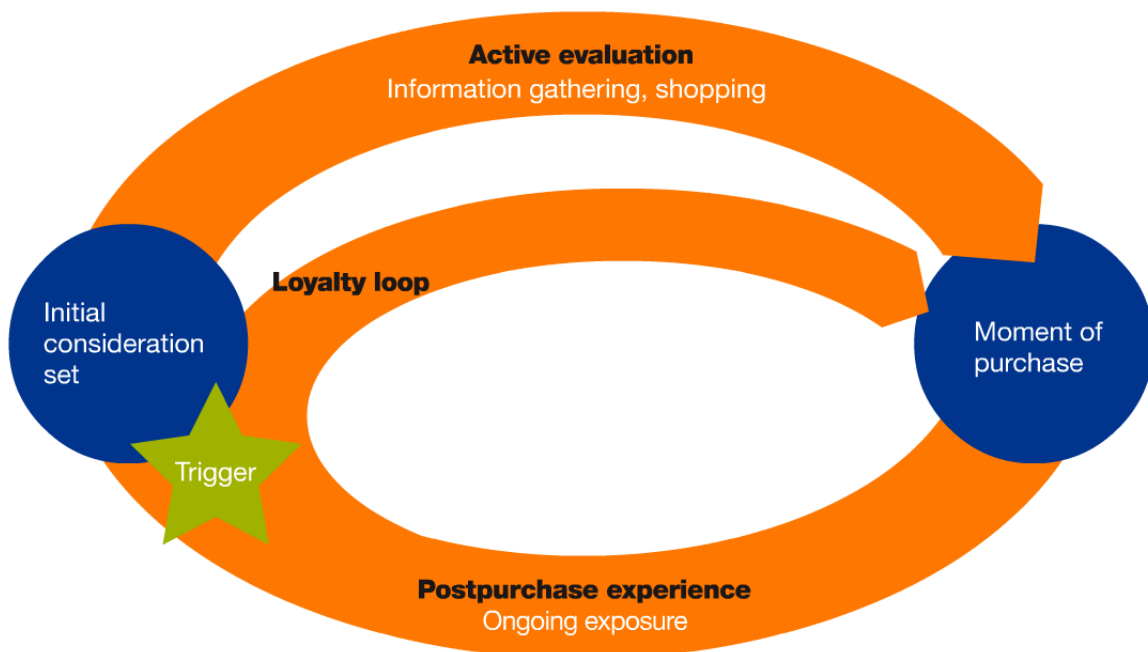 Active evaluation
Information gathering, shopping
Loyalty loop
Initial
consideration
set
Moment of
purchase
Trigger
Postpurchase experience
Ongoing exposure